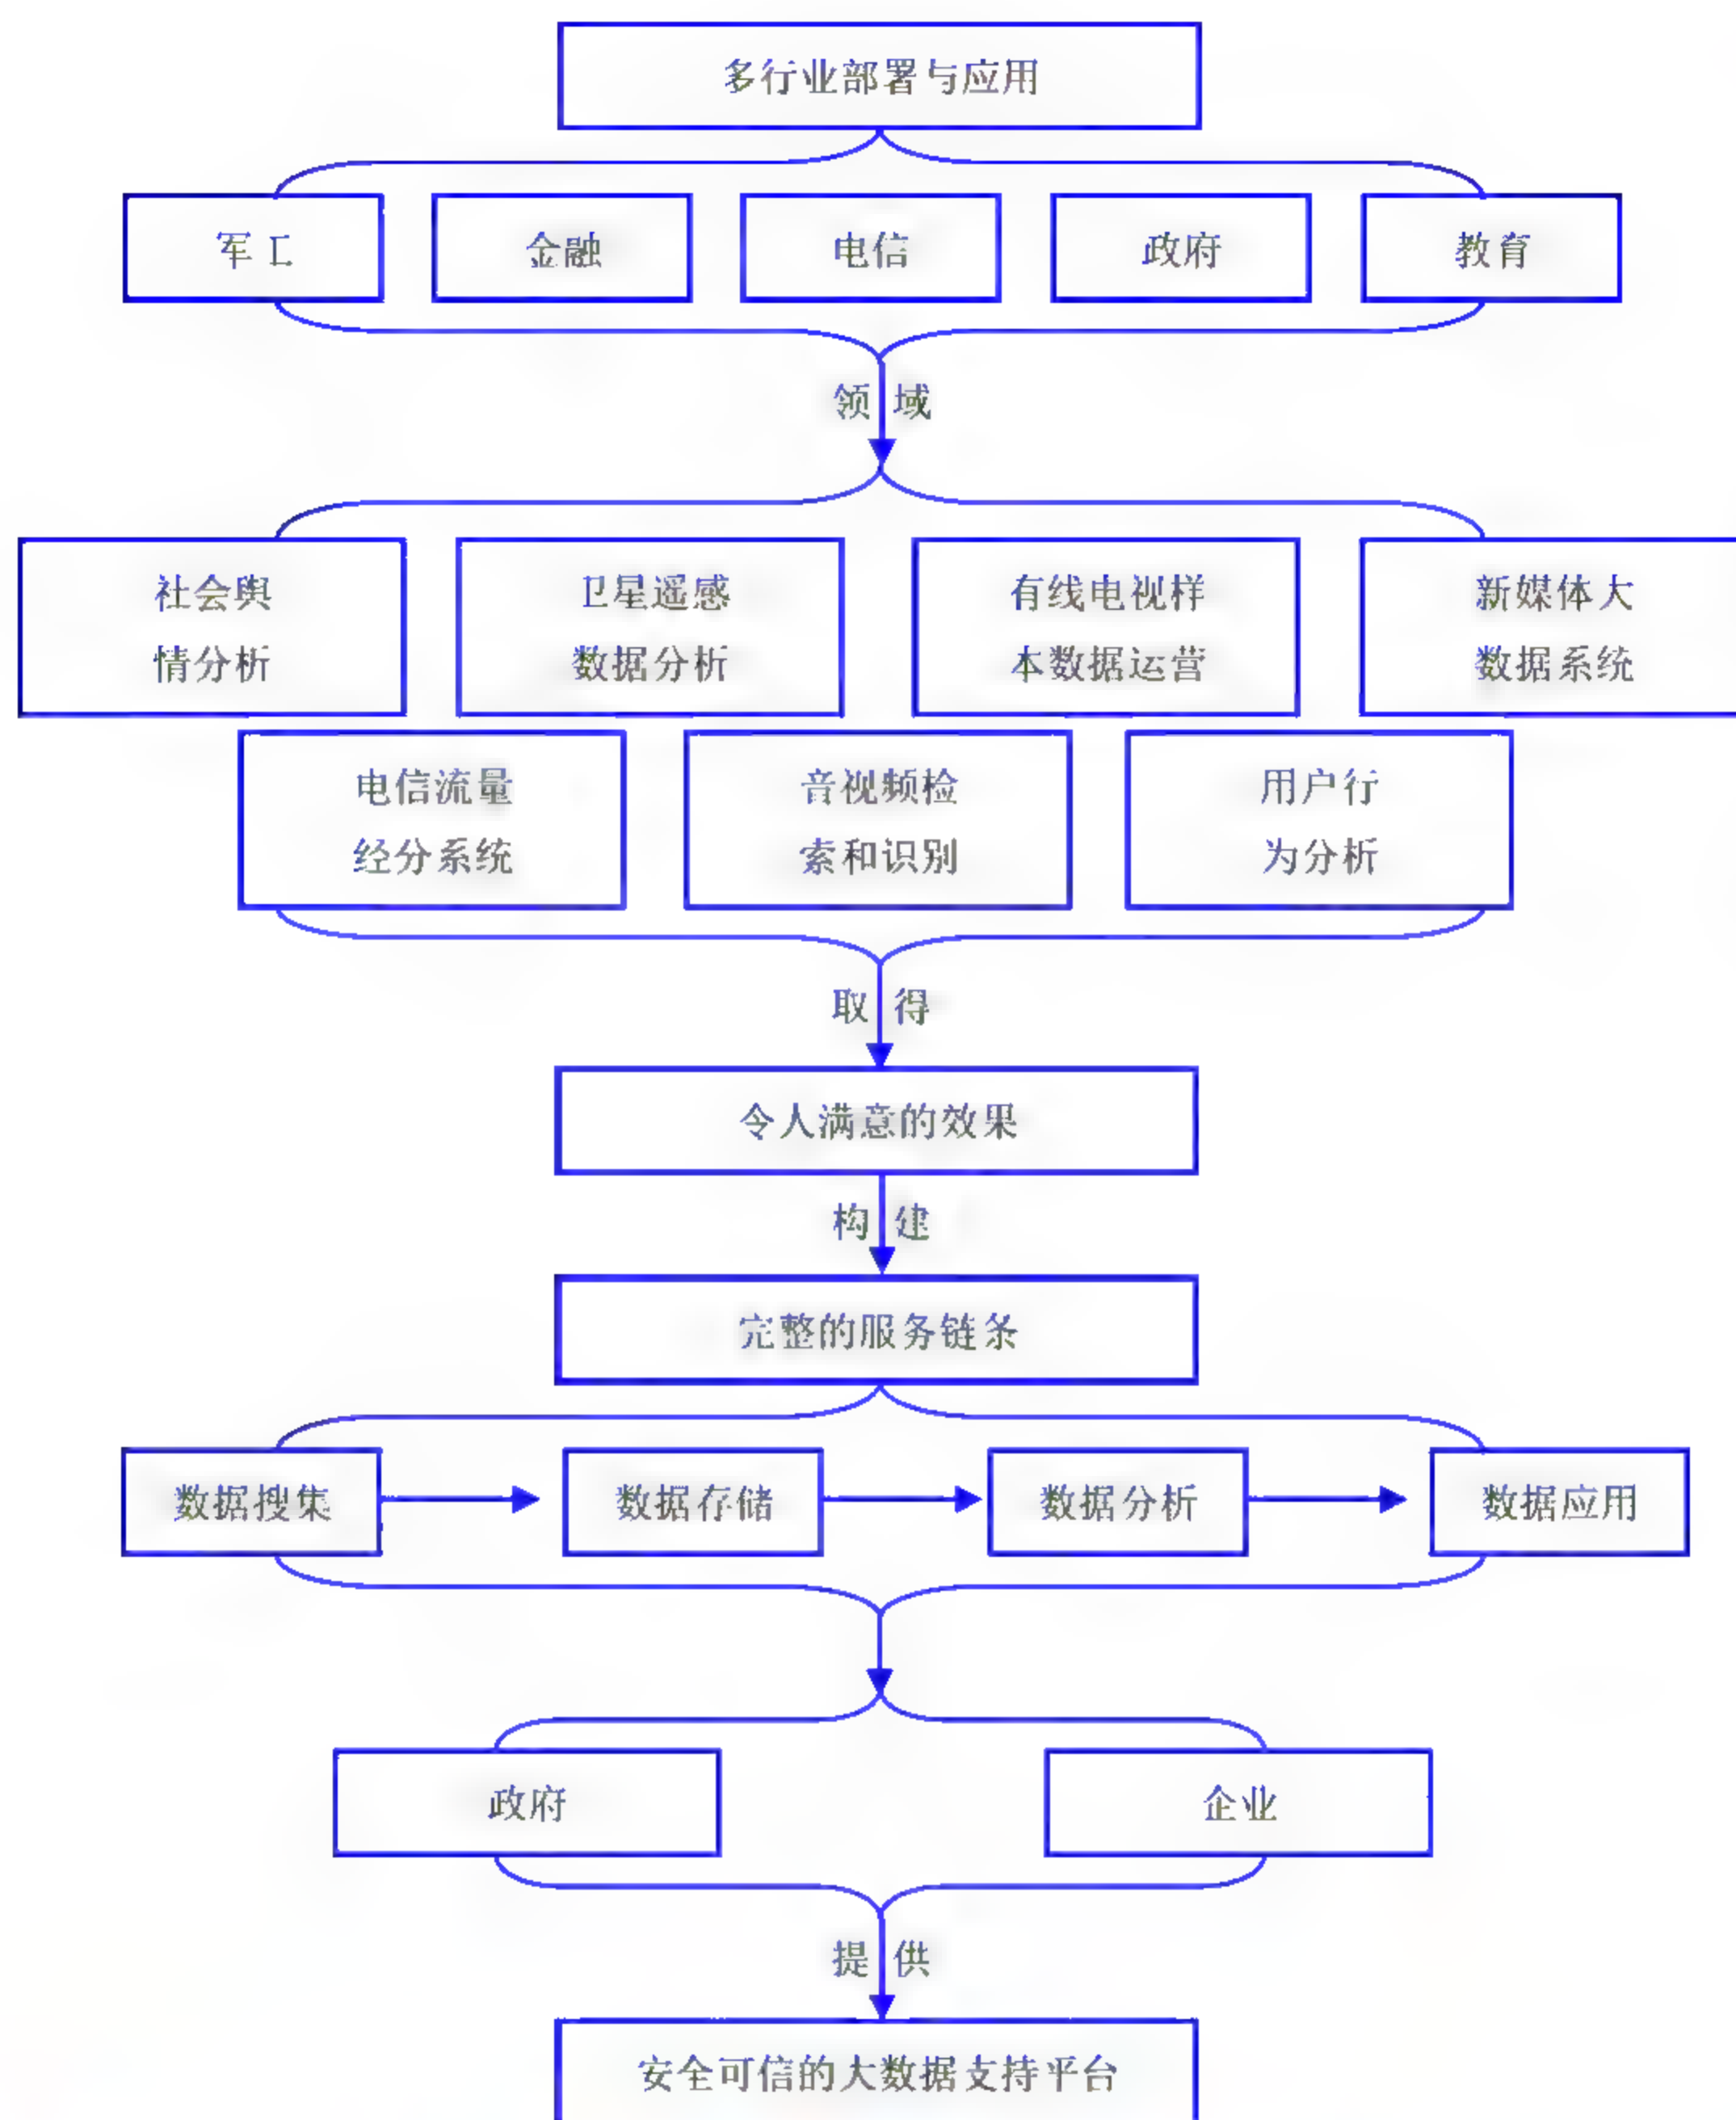 多行业部署与应用
军工
金融
电信
政府
教育
领 域
社会舆
情分析
卫星遥感
数据分析
有线电视样
本数据运营
新媒体大
数据系统
电信流量
经分系统
音视频检
索和识别
用户行
为分析
取 得
令人满意的效果
构 建
完整的服务链条
数据搜集
数据存储
数据分析
数据应用
政府
企业
提 供
安全可信的大数据支持平台